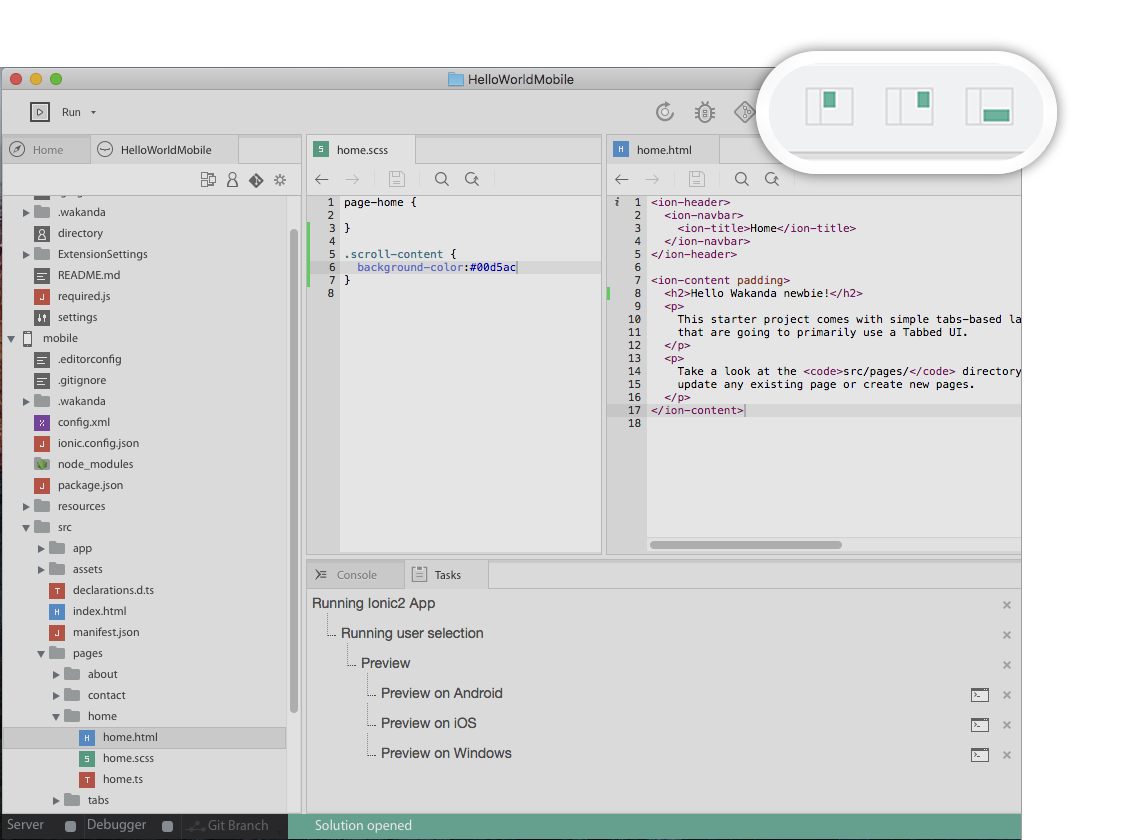 HelloWorldMobile
Run
Home
HelloWorldMobile
.wakanda
directory
ExtensionSettings
README.md
required.js
settings
mobile
.editorconfig
.gitignore
.wakanda
config.xml
ionic.config.json
node_modules
package.json
resources
src
app
assets
declarations.d.ts
index.html
manifest.json
pages
about
contact
home
home.html
home.scss
home.ts
tabs
S home.scss
1 page-home {
2
3 }
4
5 .scroll-content {
6 background-color:#00d5ac
7 }
8
H home.html
i 1 <ion-header>
2 <ion-navbar>
3 <ion-title>Home</ion-title>
4 </ion-navbar>
5 </ion-header>
6
7 <ion-content padding>
8 <h2>Hello Wakanda newbie!</h2>
9 <p>
10 This starter project comes with simple tabs-based la
11 that are going to primarily use a Tabbed UI.
12 </p>
13 <p>
14 Take a look at the <code>src/pages/</code> directory
15 update any existing page or create new pages.
16 </p>
17 </ion-content>
18
Console
Tasks
Running Ionic2 App
Running user selection
Preview
Preview on Android
Preview on iOS
Preview on Windows
Server
Debugger
Git Branch
Solution opened